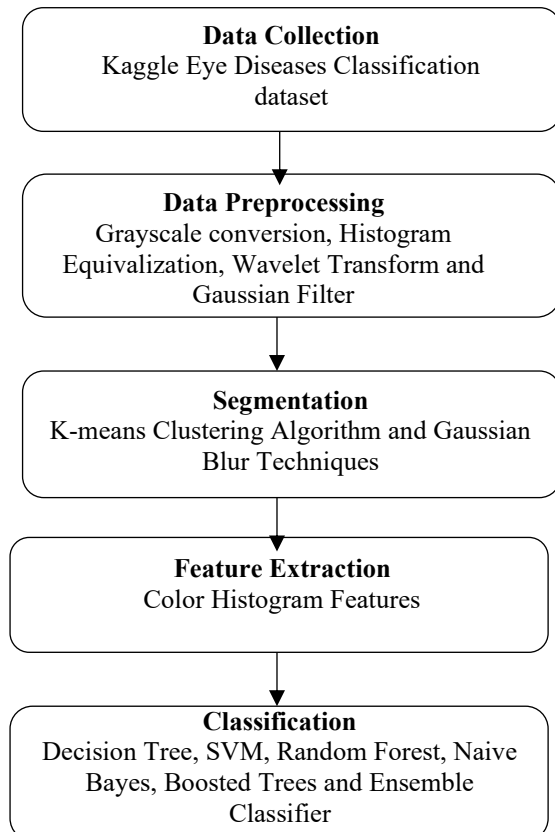 Data Collection
Kaggle Eye Diseases Classification
dataset
Data Preprocessing
Grayscale conversion, Histogram
Equivalization, Wavelet Transform and
Gaussian Filter
Segmentation
K-means Clustering Algorithm and Gaussian
Blur Techniques
Feature Extraction
Color Histogram Features
Classification
Decision Tree, SVM, Random Forest, Naive
Bayes, Boosted Trees and Ensemble
Classifier